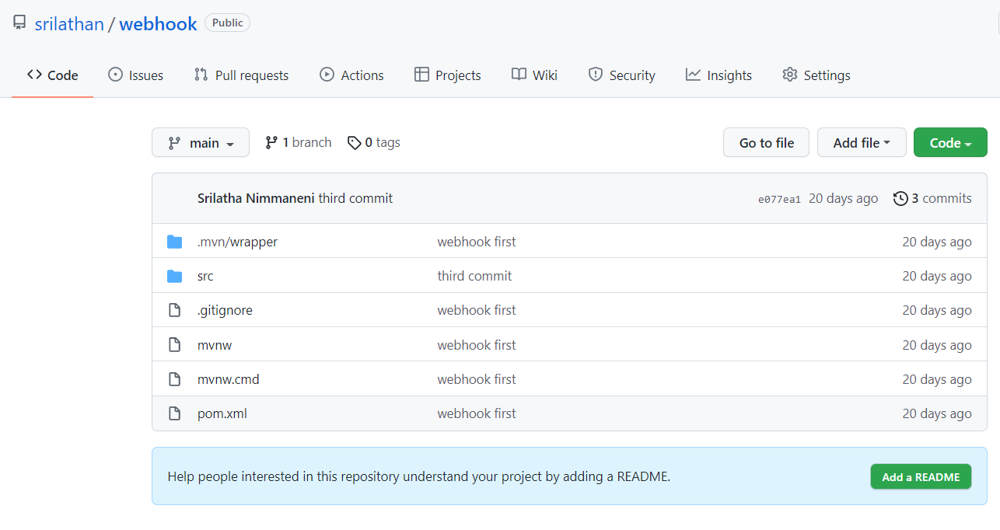 srilathan / webhook Public
Code Issues Pull requests Actions Projects Wiki Security Insights Settings
main 1 branch 0 tags Go to file Add file Code
Srilatha Nimmaneni third commit e077ea1 20 days ago 3 commits
.mvn/wrapper webhook first 20 days ago
src third commit 20 days ago
.gitignore webhook first 20 days ago
mvnw webhook first 20 days ago
mvnw.cmd webhook first 20 days ago
pom.xml webhook first 20 days ago
Help people interested in this repository understand your project by adding a README. Add a README